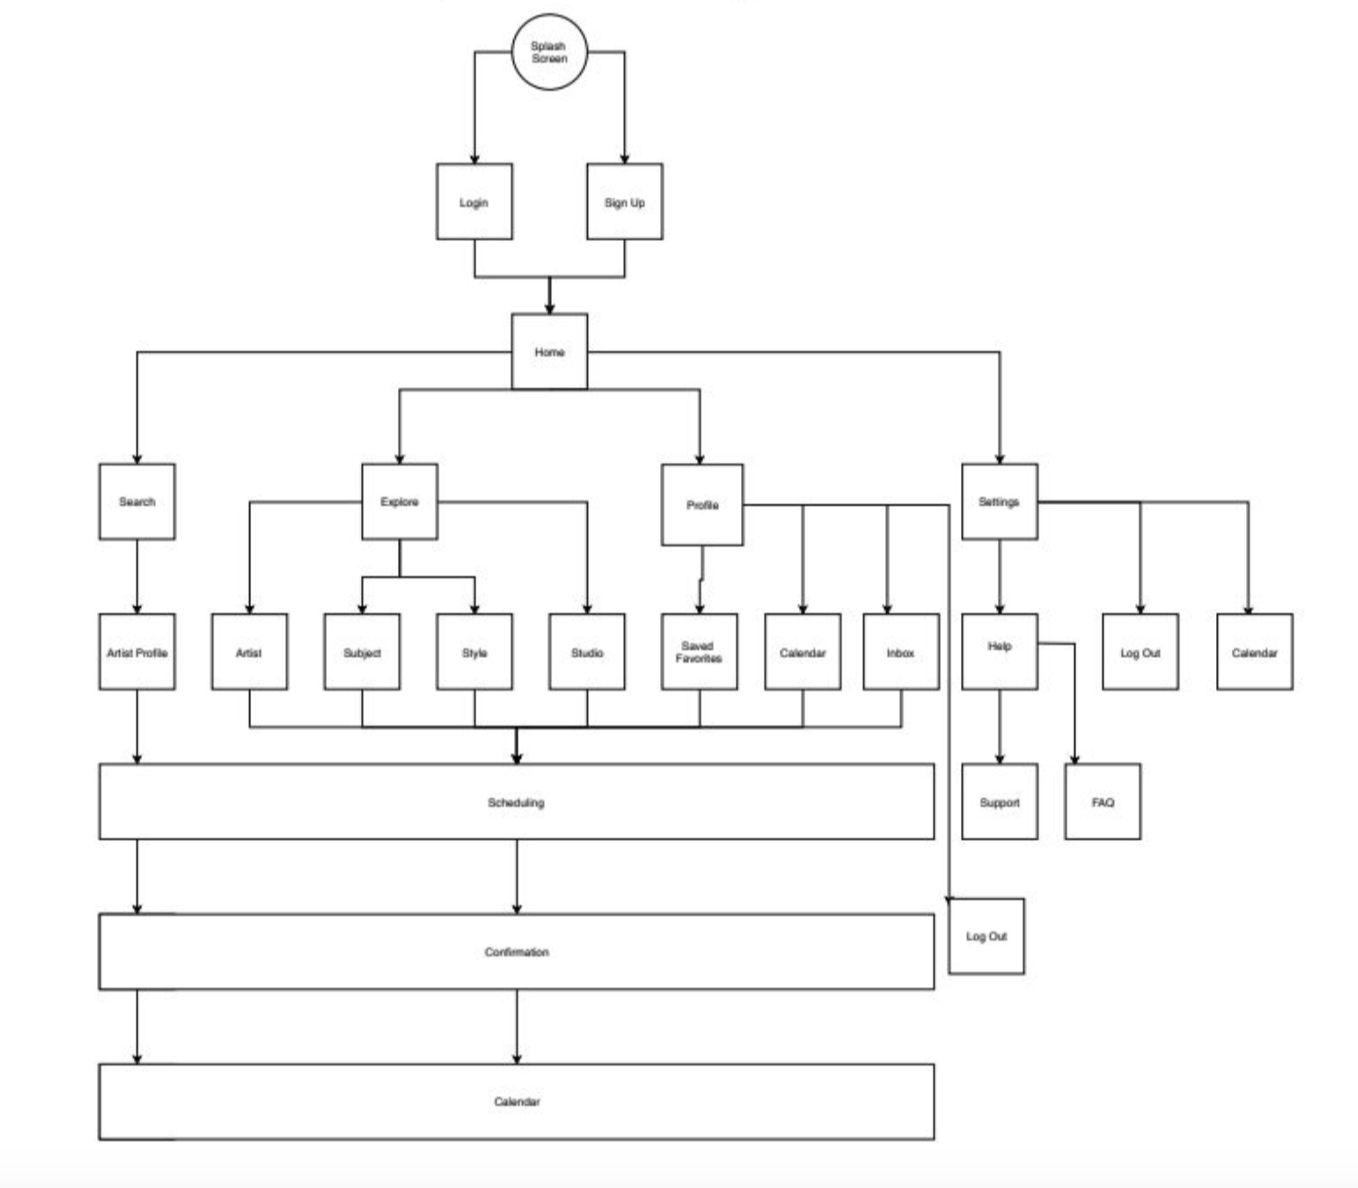 Splash
Screen
Login
Sign Up
Home
Search
Explore
Profile
Settings
Artist Profile
Artist
Subject
Style
Studio
Saved
Favorites
Calendar
Inbox
Help
Log Out
Calendar
Scheduling
Support
FAQ
Log Out
Confirmation
Calendar